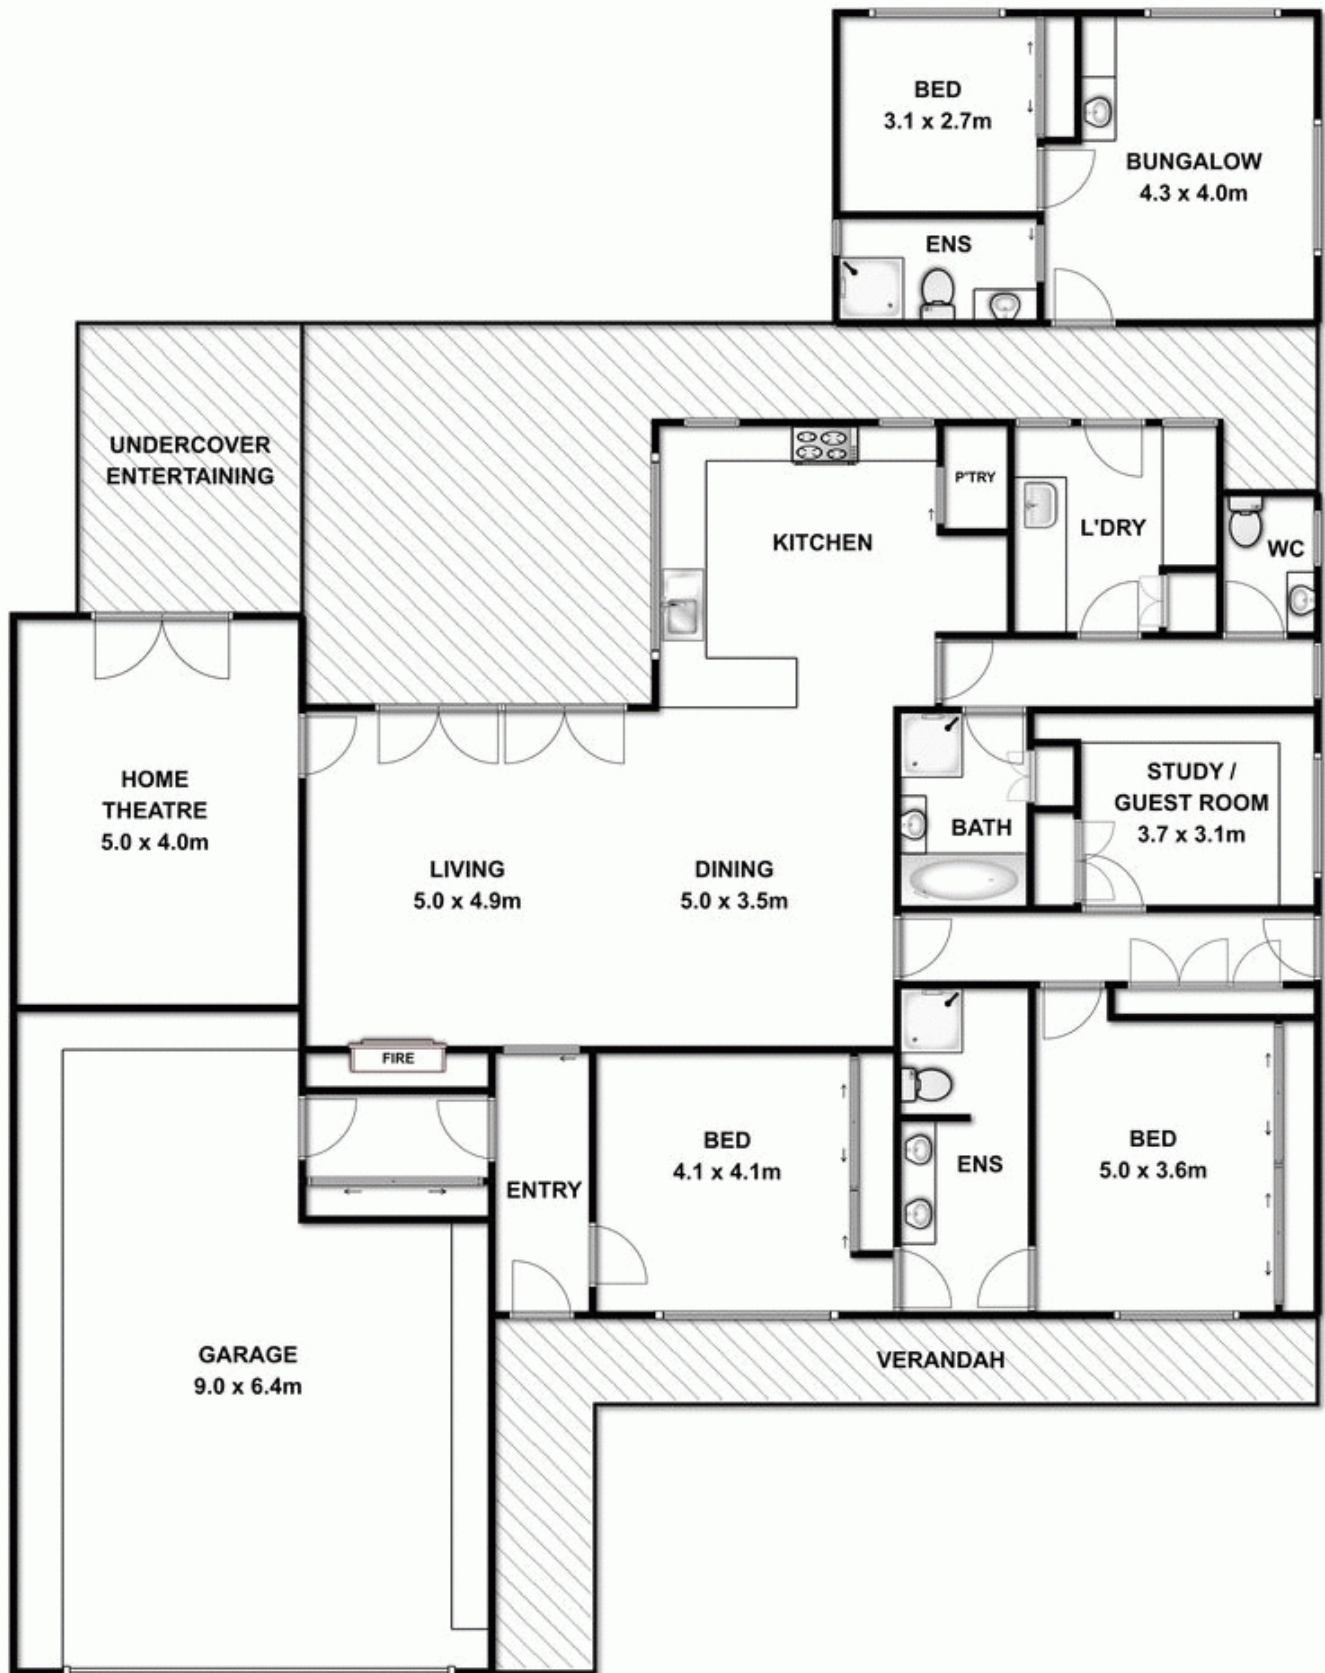 BED
3.1 x 2.7m
BUNGALOW
4.3 x 4.0m
ENS
UNDERCOVER
ENTERTAINING
P'TRY
KITCHEN
L'DRY
WC
HOME
THEATRE
5.0 x 4.0m
STUDY /
GUEST ROOM
3.7 x 3.1m
BATH
LIVING
5.0 x 4.9m
DINING
5.0 x 3.5m
FIRE
BED
4.1 x 4.1m
BED
5.0 x 3.6m
ENS
ENTRY
GARAGE
9.0 x 6.4m
VERANDAH